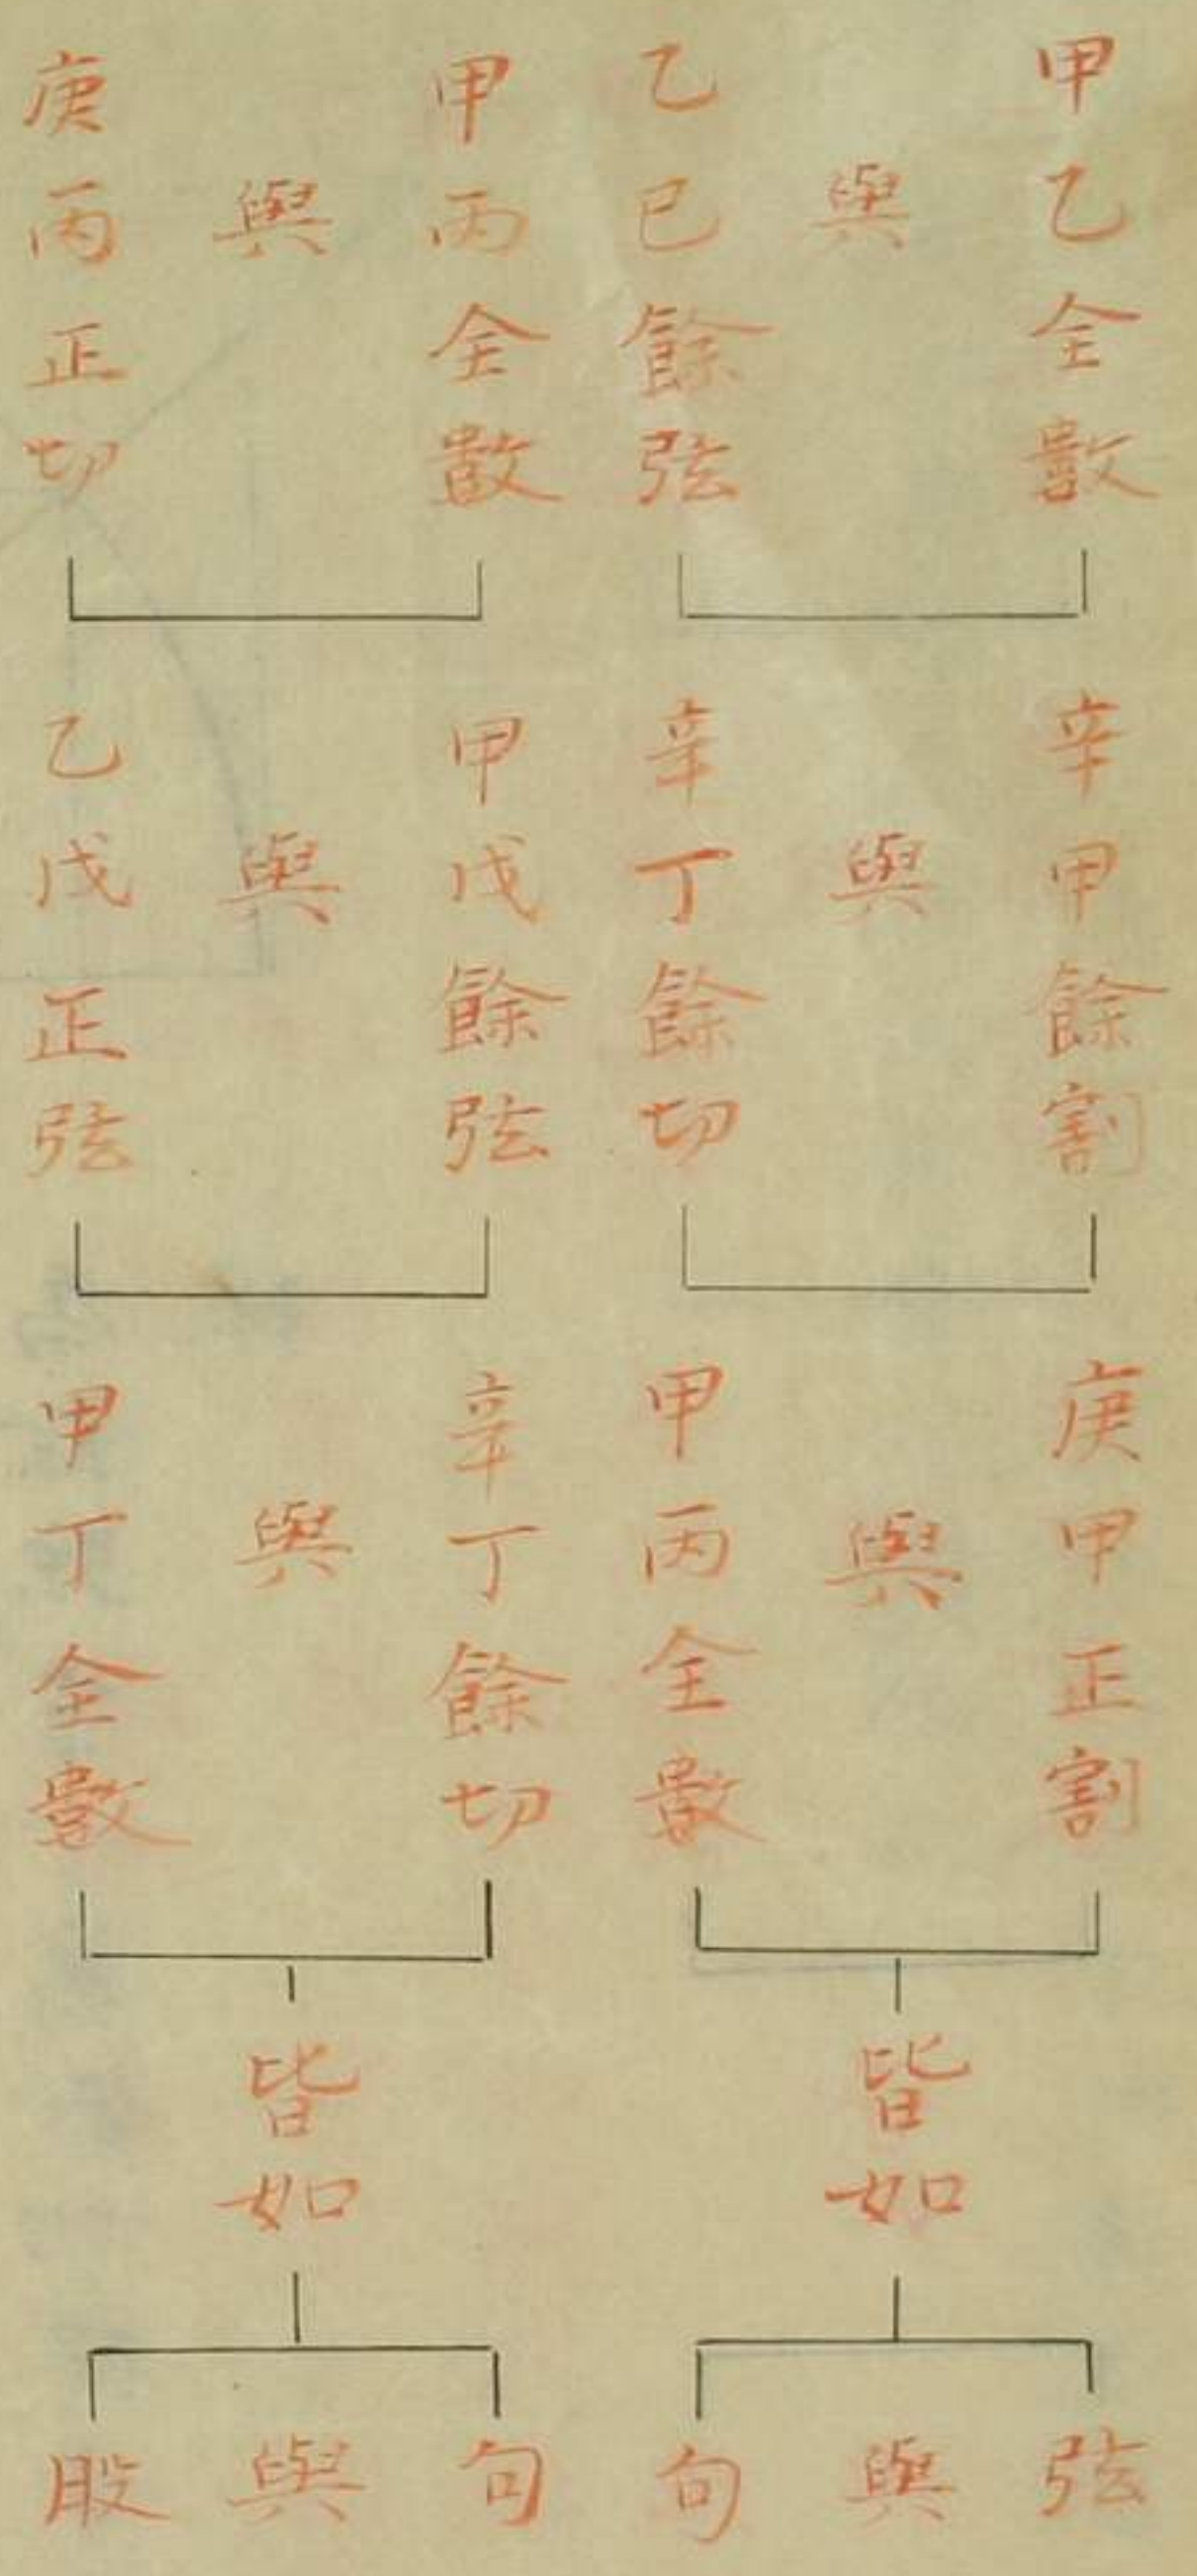 甲乙全數
與
乙已餘弦
辛甲餘割
與
辛丁餘切
庚甲正割
與
甲丙全數
皆如
弦與句
甲丙全數
與
庚丙正切
甲戊餘弦
與
乙戊正弦
辛丁餘切
與
甲丁全數
皆如
句與股